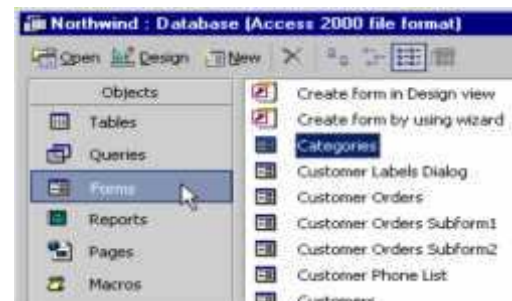 Northwind : Database (Access 2000 file format)
Open Design New
Objects
Tables
Queries
Forms
Reports
Pages
Macros
Create form in Design view
Create form by using wizard
Categories
Customer Labels Dialog
Customer Orders
Customer Orders Subform1
Customer Orders Subform2
Customer Phone List
Customers